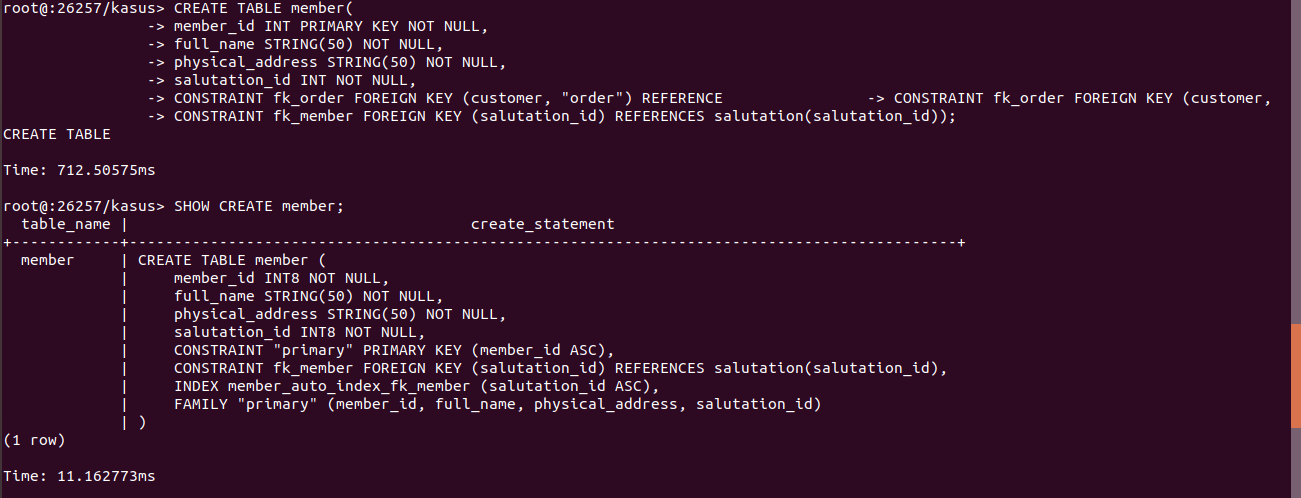 root@:26257/kasus> CREATE TABLE member(
-> member_id INT PRIMARY KEY NOT NULL,
-> full_name STRING(50) NOT NULL,
-> physical_address STRING(50) NOT NULL,
-> salutation_id INT NOT NULL,
-> CONSTRAINT fk_order FOREIGN KEY (customer, "order") REFERENCE                -> CONSTRAINT fk_order FOREIGN KEY (customer,
-> CONSTRAINT fk_member FOREIGN KEY (salutation_id) REFERENCES salutation(salutation_id));
CREATE TABLE
Time: 712.50575ms
root@:26257/kasus> SHOW CREATE member;
table_name |                                      create_statement
+------------+--------------------------------------------------------------------------------------------+
member     | CREATE TABLE member (
|     member_id INT8 NOT NULL,
|     full_name STRING(50) NOT NULL,
|     physical_address STRING(50) NOT NULL,
|     salutation_id INT8 NOT NULL,
|     CONSTRAINT "primary" PRIMARY KEY (member_id ASC),
|     CONSTRAINT fk_member FOREIGN KEY (salutation_id) REFERENCES salutation(salutation_id),
|     INDEX member_auto_index_fk_member (salutation_id ASC),
|     FAMILY "primary" (member_id, full_name, physical_address, salutation_id)
| )
(1 row)
Time: 11.162773ms